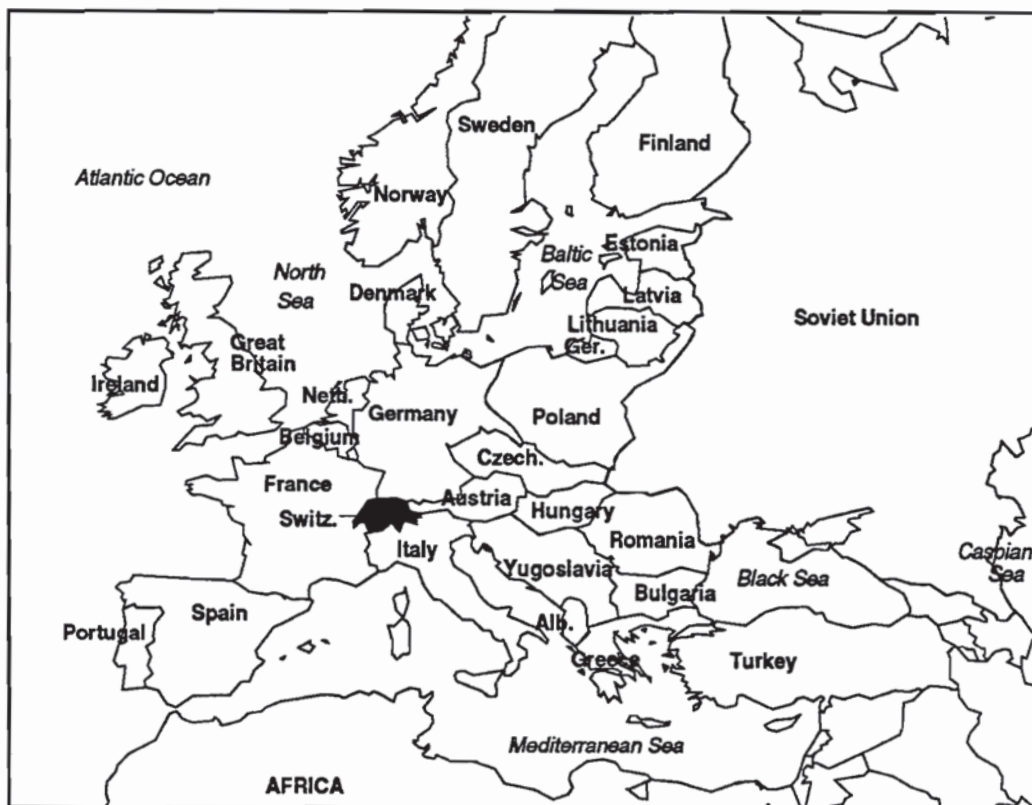 Sweden
Finland
Atlantic Ocean
Norway
Estonia
Baltic
Sea
North
Sea
Denmark
Latvia
Lithuania
Soviet Union
Ger.
Great
Britain
Ireland
Neth.
Germany
Poland
Belgium
Czech.
France
Austria
Hungary
Switz.
Italy
Romania
Caspian
Sea
Yugoslavia
Black Sea
Bulgaria
Spain
Portugal
Alb.
Greece
Turkey
Mediterranean Sea
AFRICA